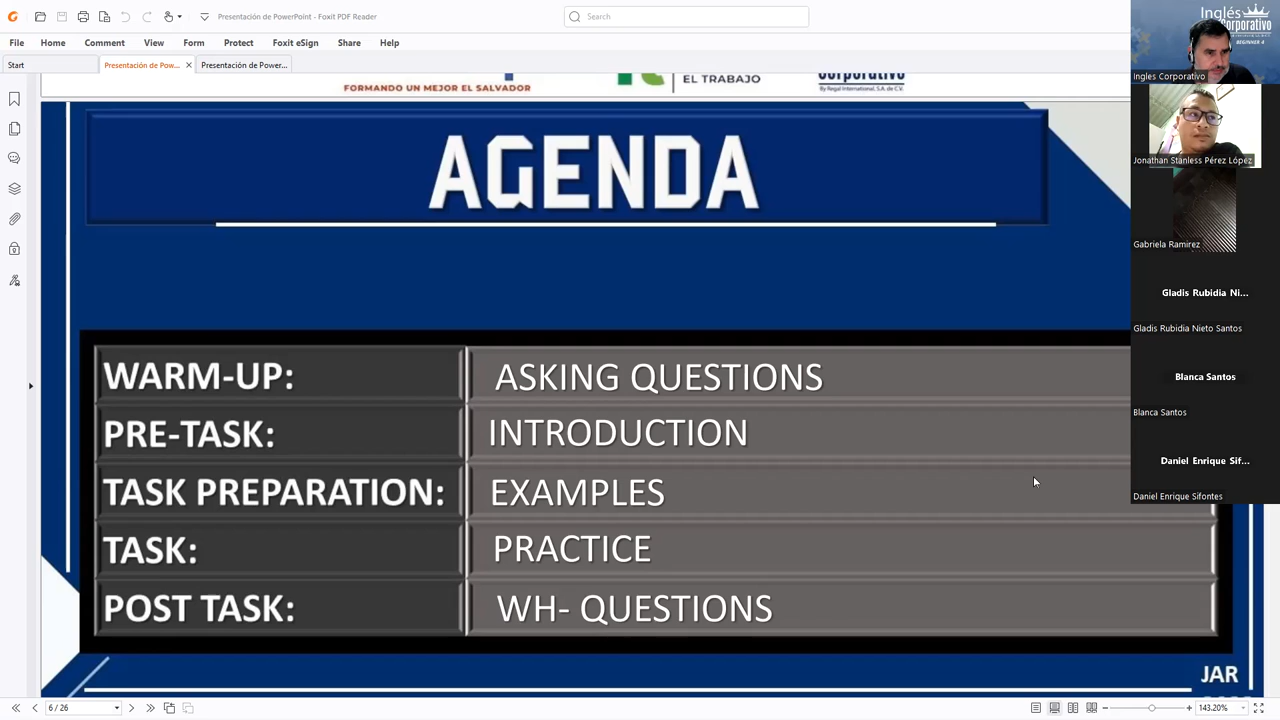 Presentación de PowerPoint - Foxit PDF Reader
Search
File Home Comment View Form Protect Foxit eSign Share Help
Start
Presentación de Pow...
Presentación de Power...
FORMANDO UN MEJOR EL SALVADOR
EL TRABAJO
Corporativo
By Regal International, S.A. de C.V.
AGENDA
WARM-UP: ASKING QUESTIONS
PRE-TASK: INTRODUCTION
TASK PREPARATION: EXAMPLES
TASK: PRACTICE
POST TASK: WH- QUESTIONS
JAR
Inglés
Corporativo
BEGINNER 4
Ingles Corporativo
Jonathan Stanless Pérez López
Gabriela Ramirez
Gladis Rubidia Ni...
Gladis Rubidia Nieto Santos
Blanca Santos
Blanca Santos
Daniel Enrique Sif...
Daniel Enrique Sifontes
6 / 26
143.20%